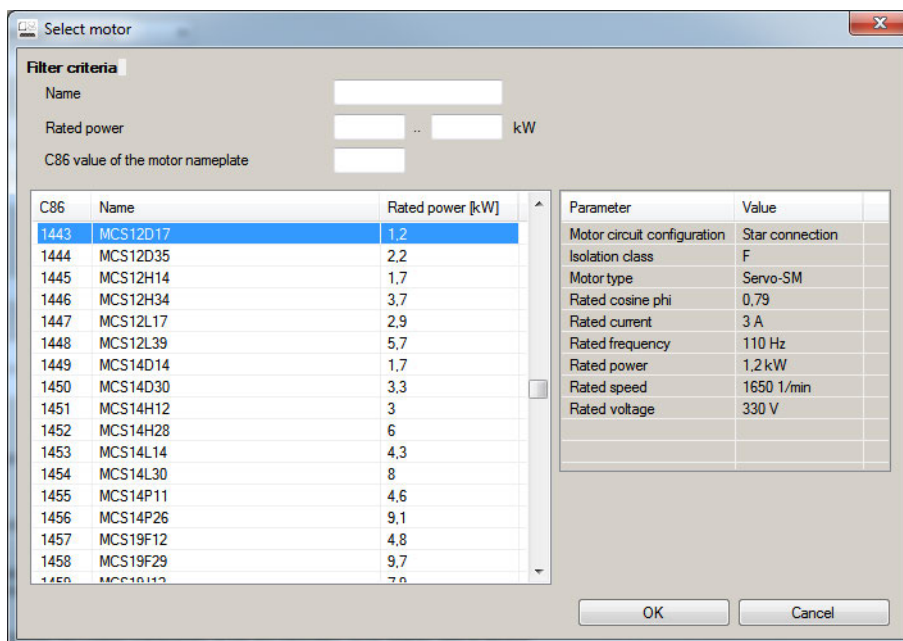 Select motor
Filter criteria
Name
Rated power .. kW
C86 value of the motor nameplate
C86 Name Rated power [kW]
1443 MCS12D17 1,2
1444 MCS12D35 2,2
1445 MCS12H14 1,7
1446 MCS12H34 3,7
1447 MCS12L17 2,9
1448 MCS12L39 5,7
1449 MCS14D14 1,7
1450 MCS14D30 3,3
1451 MCS14H12 3
1452 MCS14H28 6
1453 MCS14L14 4,3
1454 MCS14L30 8
1455 MCS14P11 4,6
1456 MCS14P26 9,1
1457 MCS19F12 4,8
1458 MCS19F29 9,7
Parameter Value
Motor circuit configuration Star connection
Isolation class F
Motor type Servo-SM
Rated cosine phi 0,79
Rated current 3 A
Rated frequency 110 Hz
Rated power 1,2 kW
Rated speed 1650 1/min
Rated voltage 330 V
OK Cancel